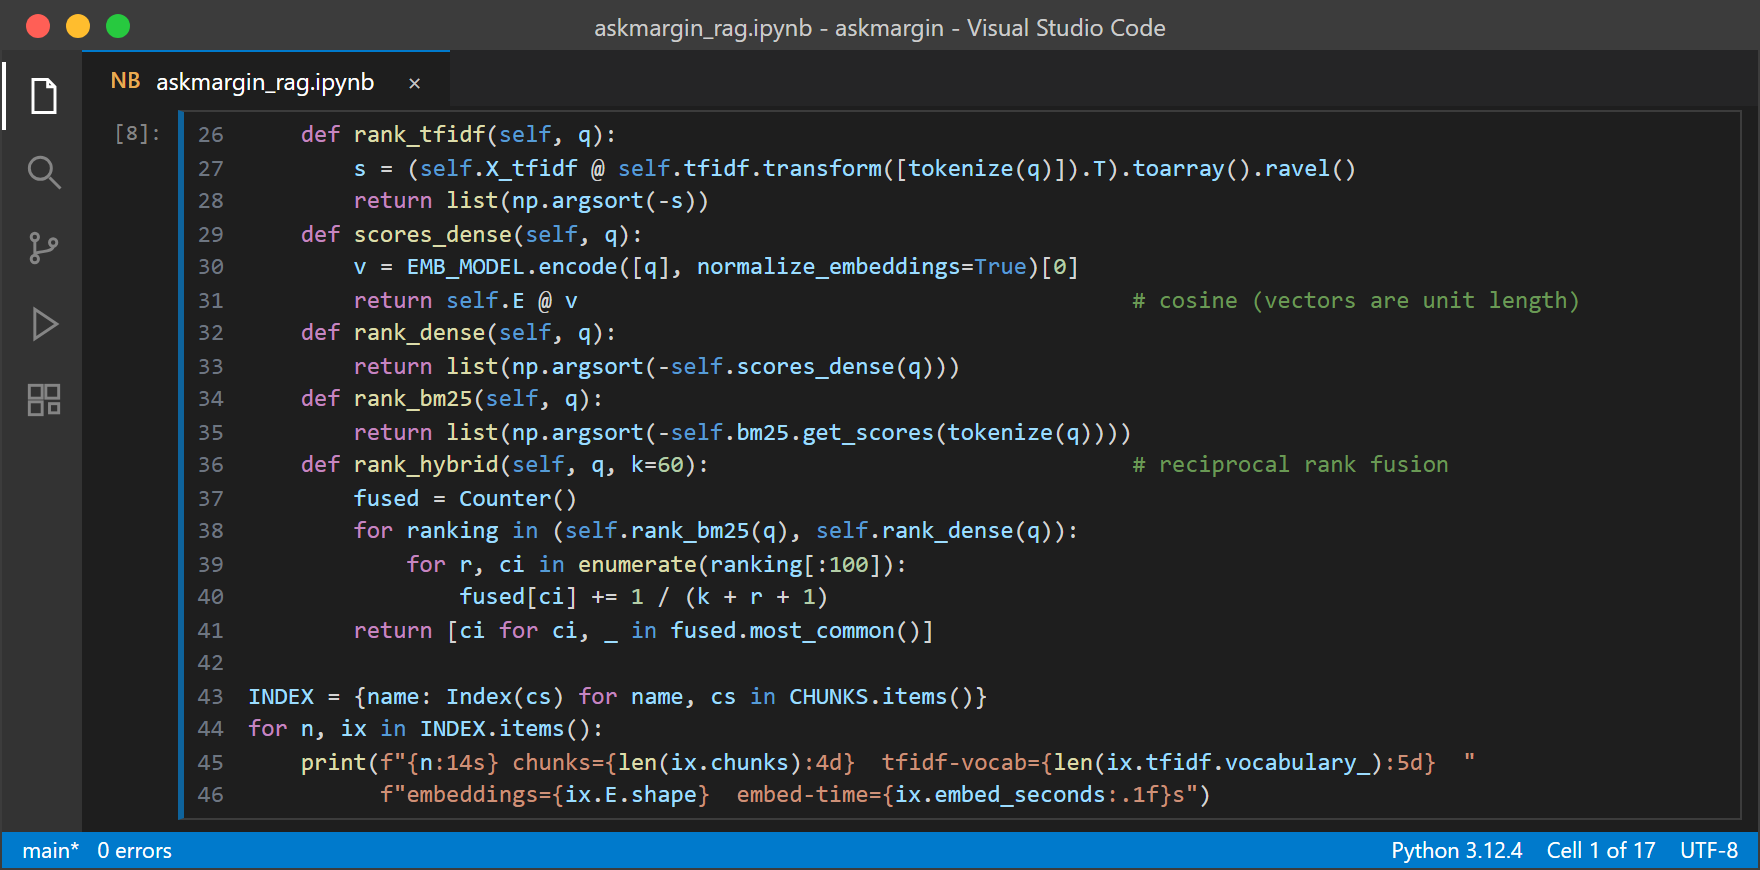 askmargin_rag.ipynb - askmargin - Visual Studio Code
NB askmargin_rag.ipynb ×
[8]:
26     def rank_tfidf(self, q):
27         s = (self.X_tfidf @ self.tfidf.transform([tokenize(q)]).T).toarray().ravel()
28         return list(np.argsort(-s))
29     def scores_dense(self, q):
30         v = EMB_MODEL.encode([q], normalize_embeddings=True)[0]
31         return self.E @ v                                          # cosine (vectors are unit length)
32     def rank_dense(self, q):
33         return list(np.argsort(-self.scores_dense(q)))
34     def rank_bm25(self, q):
35         return list(np.argsort(-self.bm25.get_scores(tokenize(q))))
36     def rank_hybrid(self, q, k=60):                                # reciprocal rank fusion
37         fused = Counter()
38         for ranking in (self.rank_bm25(q), self.rank_dense(q)):
39             for r, ci in enumerate(ranking[:100]):
40                 fused[ci] += 1 / (k + r + 1)
41         return [ci for ci, _ in fused.most_common()]
42
43 INDEX = {name: Index(cs) for name, cs in CHUNKS.items()}
44 for n, ix in INDEX.items():
45     print(f"{n:14s} chunks={len(ix.chunks):4d}  tfidf-vocab={len(ix.tfidf.vocabulary_):5d}  "
46           f"embeddings={ix.E.shape}  embed-time={ix.embed_seconds:.1f}s")
main* 0 errors Python 3.12.4 Cell 1 of 17 UTF-8